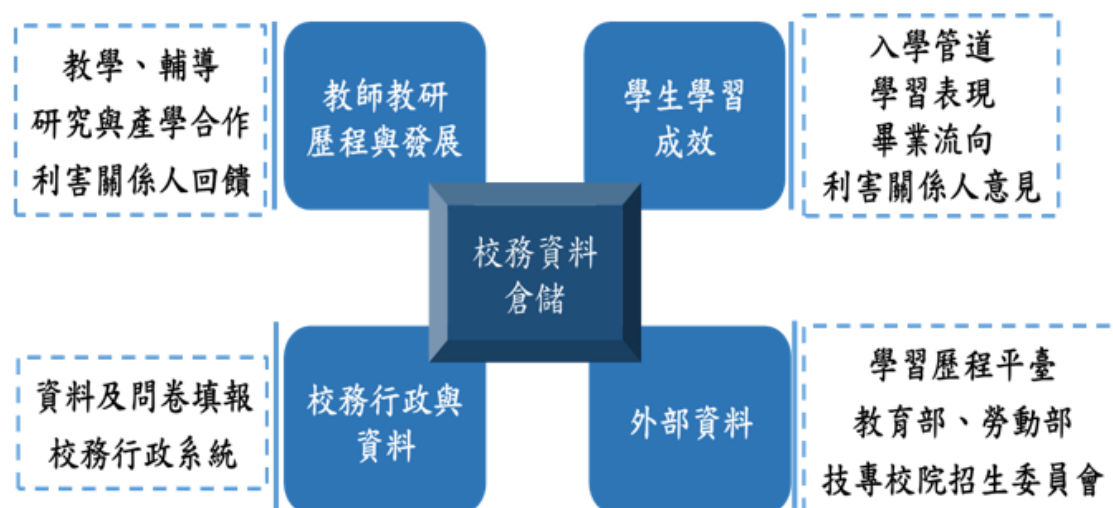 教學、輔導
研究與產學合作
利害關係人回饋
教師教研
歷程與發展
學生學習
成效
入學管道
學習表現
畢業流向
利害關係人意見
校務資料
倉儲
資料及問卷填報
校務行政系統
校務行政與
資料
外部資料
學習歷程平臺
教育部、勞動部
技專校院招生委員會